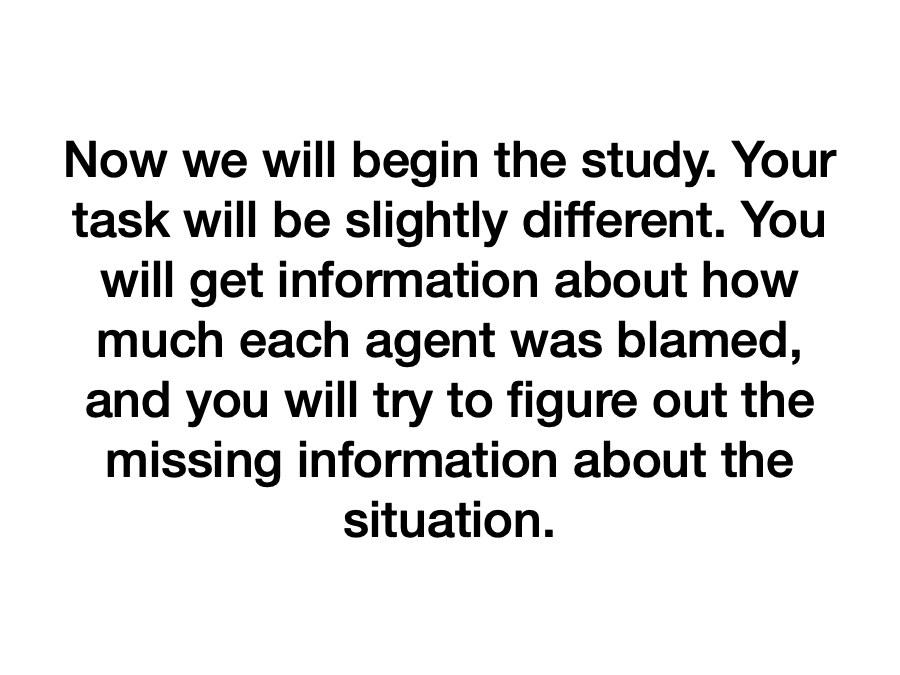 Now we will begin the study. Your
task will be slightly different. You
will get information about how
much each agent was blamed,
and you will try to figure out the
missing information about the
situation.